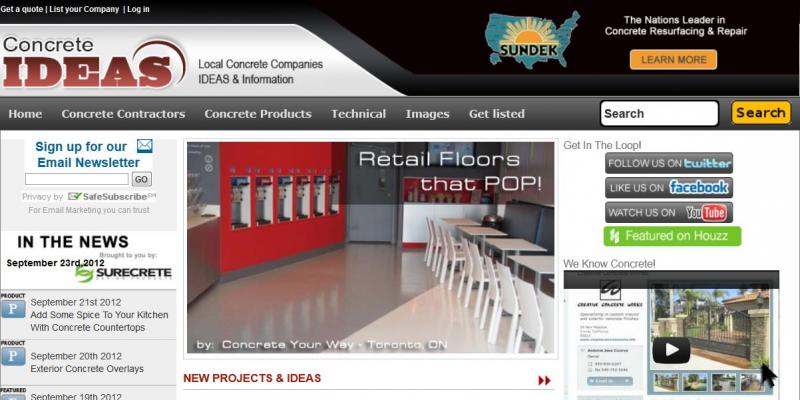 Get a quote | List your Company | Log in
Concrete
IDEAS
Local Concrete Companies
IDEAS & Information
SUNDEK
The Nations Leader in
Concrete Resurfacing & Repair
LEARN MORE
Home Concrete Contractors Concrete Products Technical Images Get listed
Search Search
Sign up for our
Email Newsletter
GO
Privacy by SafeSubscribe
For Email Marketing you can trust
IN THE NEWS
Brought to you by:
September 23rd,2012
SURECRETE
PRODUCT
P
September 21st 2012
Add Some Spice To Your Kitchen
With Concrete Countertops
PRODUCT
P
September 20th 2012
Exterior Concrete Overlays
FEATURED
September 19th 2012
Retail Floors
that POP!
by: Concrete Your Way - Toronto, ON
NEW PROJECTS & IDEAS
Get In The Loop!
FOLLOW US ON twitter
LIKE US ON facebook
WATCH US ON YouTube
Featured on Houzz
We Know Concrete!
CREATIVE CONCRETE WORKS